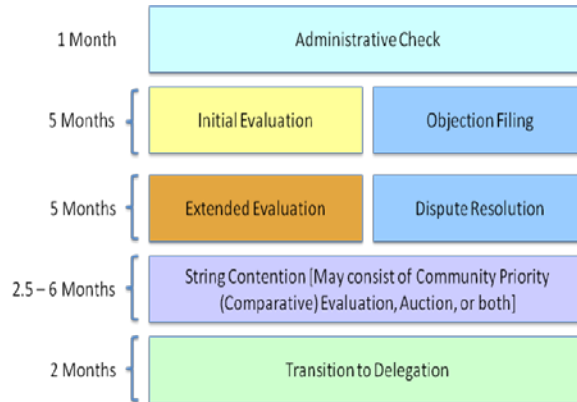 1 Month
Administrative Check
5 Months
Initial Evaluation
Objection Filing
5 Months
Extended Evaluation
Dispute Resolution
2.5 – 6 Months
String Contention [May consist of Community Priority
(Comparative) Evaluation, Auction, or both]
2 Months
Transition to Delegation